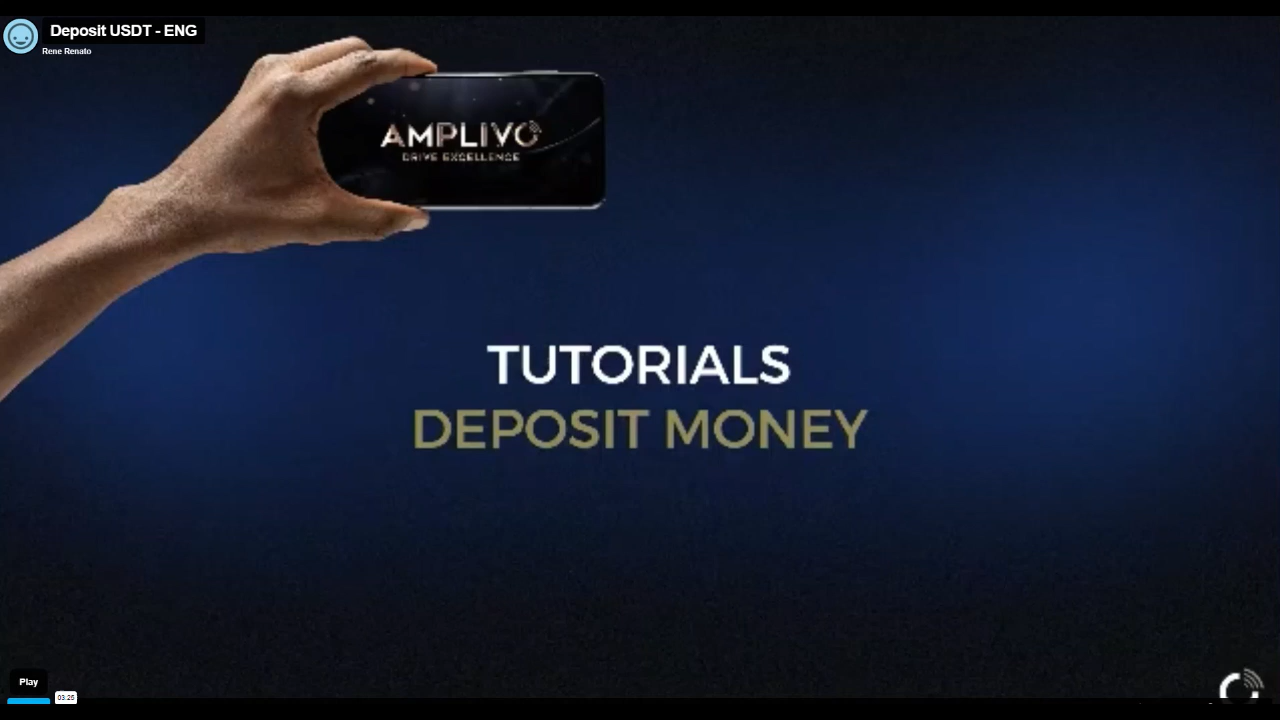 Deposit USDT - ENG
Rene Renato
AMPLIVO
DRIVE EXCELLENCE
TUTORIALS
DEPOSIT MONEY
Play
03:25